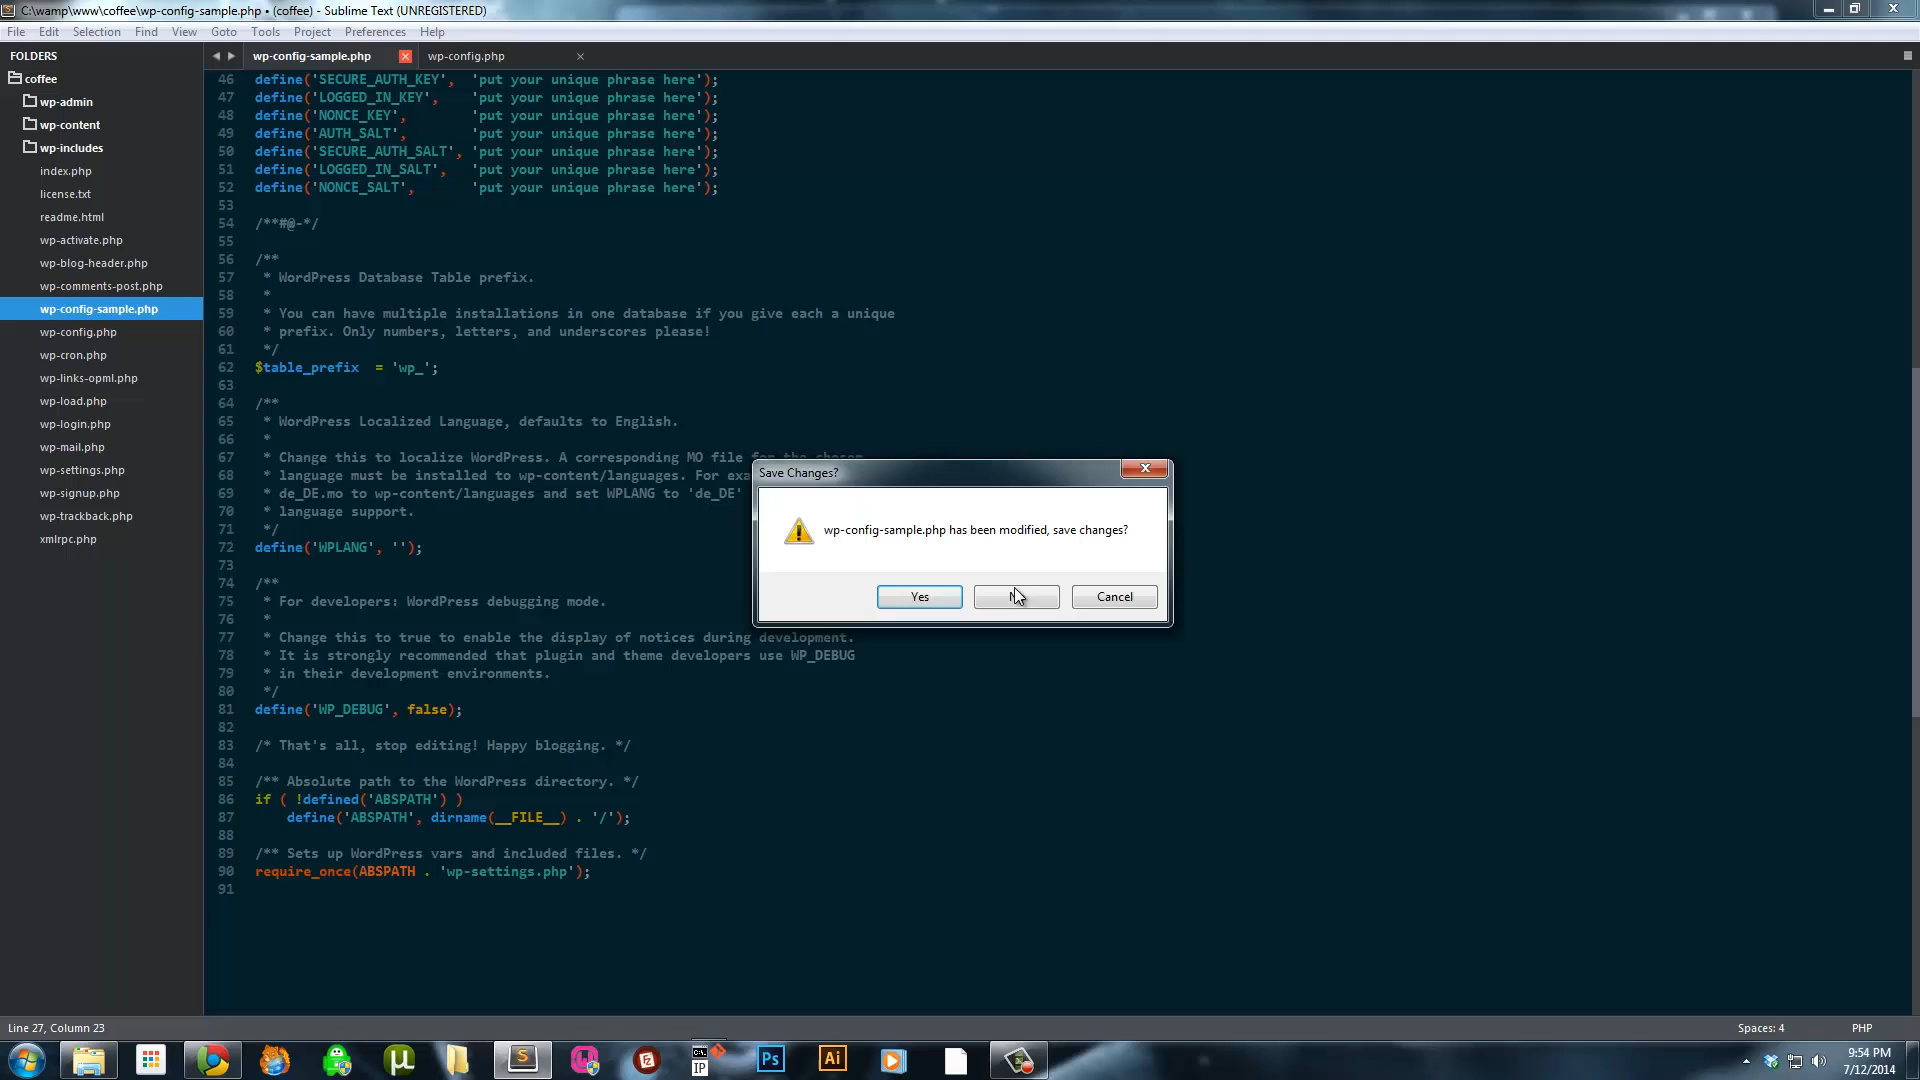 C:\wamp\www\coffee\wp-config-sample.php • (coffee) - Sublime Text (UNREGISTERED)
File Edit Selection Find View Goto Tools Project Preferences Help
FOLDERS
coffee
wp-admin
wp-content
wp-includes
index.php
license.txt
readme.html
wp-activate.php
wp-blog-header.php
wp-comments-post.php
wp-config-sample.php
wp-config.php
wp-cron.php
wp-links-opml.php
wp-load.php
wp-login.php
wp-mail.php
wp-settings.php
wp-signup.php
wp-trackback.php
xmlrpc.php
wp-config-sample.php wp-config.php
46 define('SECURE_AUTH_KEY',  'put your unique phrase here');
47 define('LOGGED_IN_KEY',    'put your unique phrase here');
48 define('NONCE_KEY',        'put your unique phrase here');
49 define('AUTH_SALT',        'put your unique phrase here');
50 define('SECURE_AUTH_SALT', 'put your unique phrase here');
51 define('LOGGED_IN_SALT',   'put your unique phrase here');
52 define('NONCE_SALT',       'put your unique phrase here');
53
54 /**#@-*/
55
56 /**
57  * WordPress Database Table prefix.
58  *
59  * You can have multiple installations in one database if you give each a unique
60  * prefix. Only numbers, letters, and underscores please!
61  */
62 $table_prefix  = 'wp_';
63
64 /**
65  * WordPress Localized Language, defaults to English.
66  *
67  * Change this to localize WordPress. A corresponding MO file for the chosen
68  * language must be installed to wp-content/languages. For exa
69  * de_DE.mo to wp-content/languages and set WPLANG to 'de_DE'
70  * language support.
71  */
72 define('WPLANG', '');
73
74 /**
75  * For developers: WordPress debugging mode.
76  *
77  * Change this to true to enable the display of notices during development.
78  * It is strongly recommended that plugin and theme developers use WP_DEBUG
79  * in their development environments.
80  */
81 define('WP_DEBUG', false);
82
83 /* That's all, stop editing! Happy blogging. */
84
85 /** Absolute path to the WordPress directory. */
86 if ( !defined('ABSPATH') )
87     define('ABSPATH', dirname(__FILE__) . '/');
88
89 /** Sets up WordPress vars and included files. */
90 require_once(ABSPATH . 'wp-settings.php');
91
Save Changes?
wp-config-sample.php has been modified, save changes?
Yes Cancel
Line 27, Column 23 Spaces: 4 PHP
S FZ C:\ IP Ps Ai
9:54 PM
7/12/2014